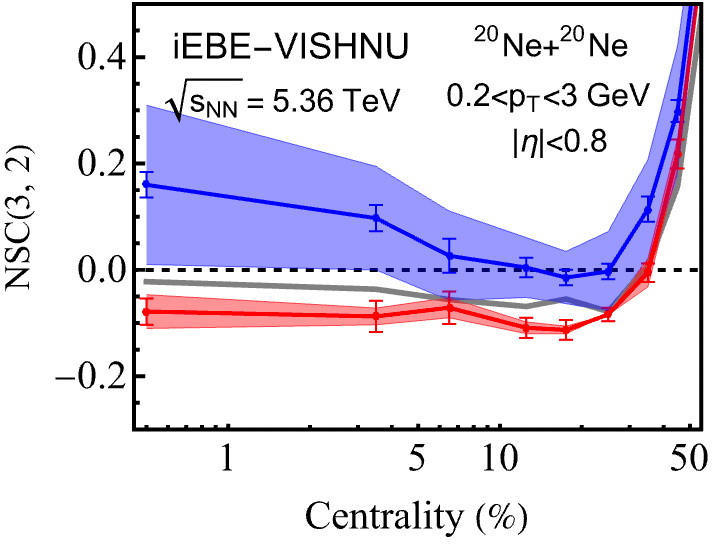 iEBE−VISHNU
²⁰Ne+²⁰Ne
√sNN = 5.36 TeV
0.2<pT<3 GeV
|η|<0.8
NSC(3, 2)
0.4
0.2
0.0
−0.2
1
5
10
50
Centrality (%)